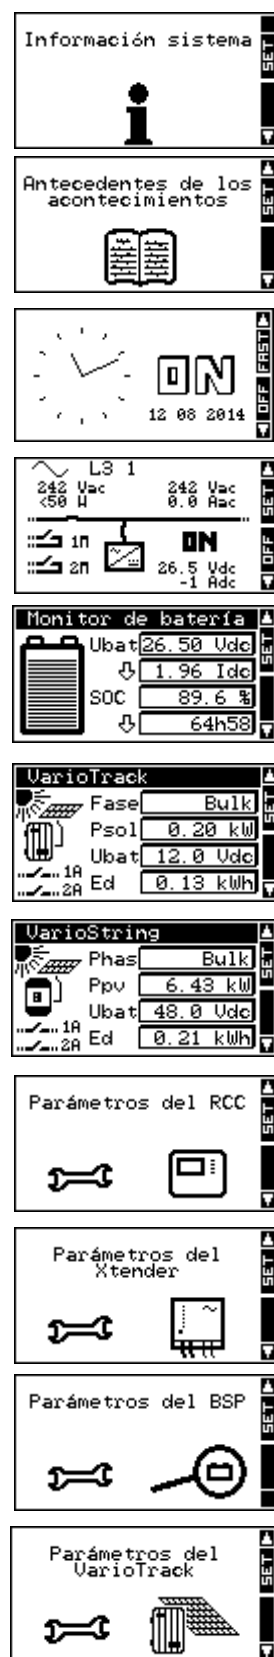 Información sistema
SET
Antecedentes de los
acontecimientos
SET
ON
12 08 2014
FAST
OFF
L3 1
242 Vac 242 Vac
<50 W 0.0 Aac
1
2
ON
26.5 Vdc
-1 Adc
SET
OFF
Monitor de batería
Ubat 26.50 Vdc
1.96 Idc
SOC 89.6 %
64h58
SET
VarioTrack
Fase Bulk
Psol 0.20 kW
Ubat 12.0 Vdc
1A
2A
Ed 0.13 kWh
SET
VarioString
Phas Bulk
Ppv 6.43 kW
Ubat 48.0 Vdc
1A
2A
Ed 0.21 kWh
SET
Parámetros del RCC
SET
Parámetros del
Xtender
SET
Parámetros del BSP
SET
Parámetros del
VarioTrack
SET